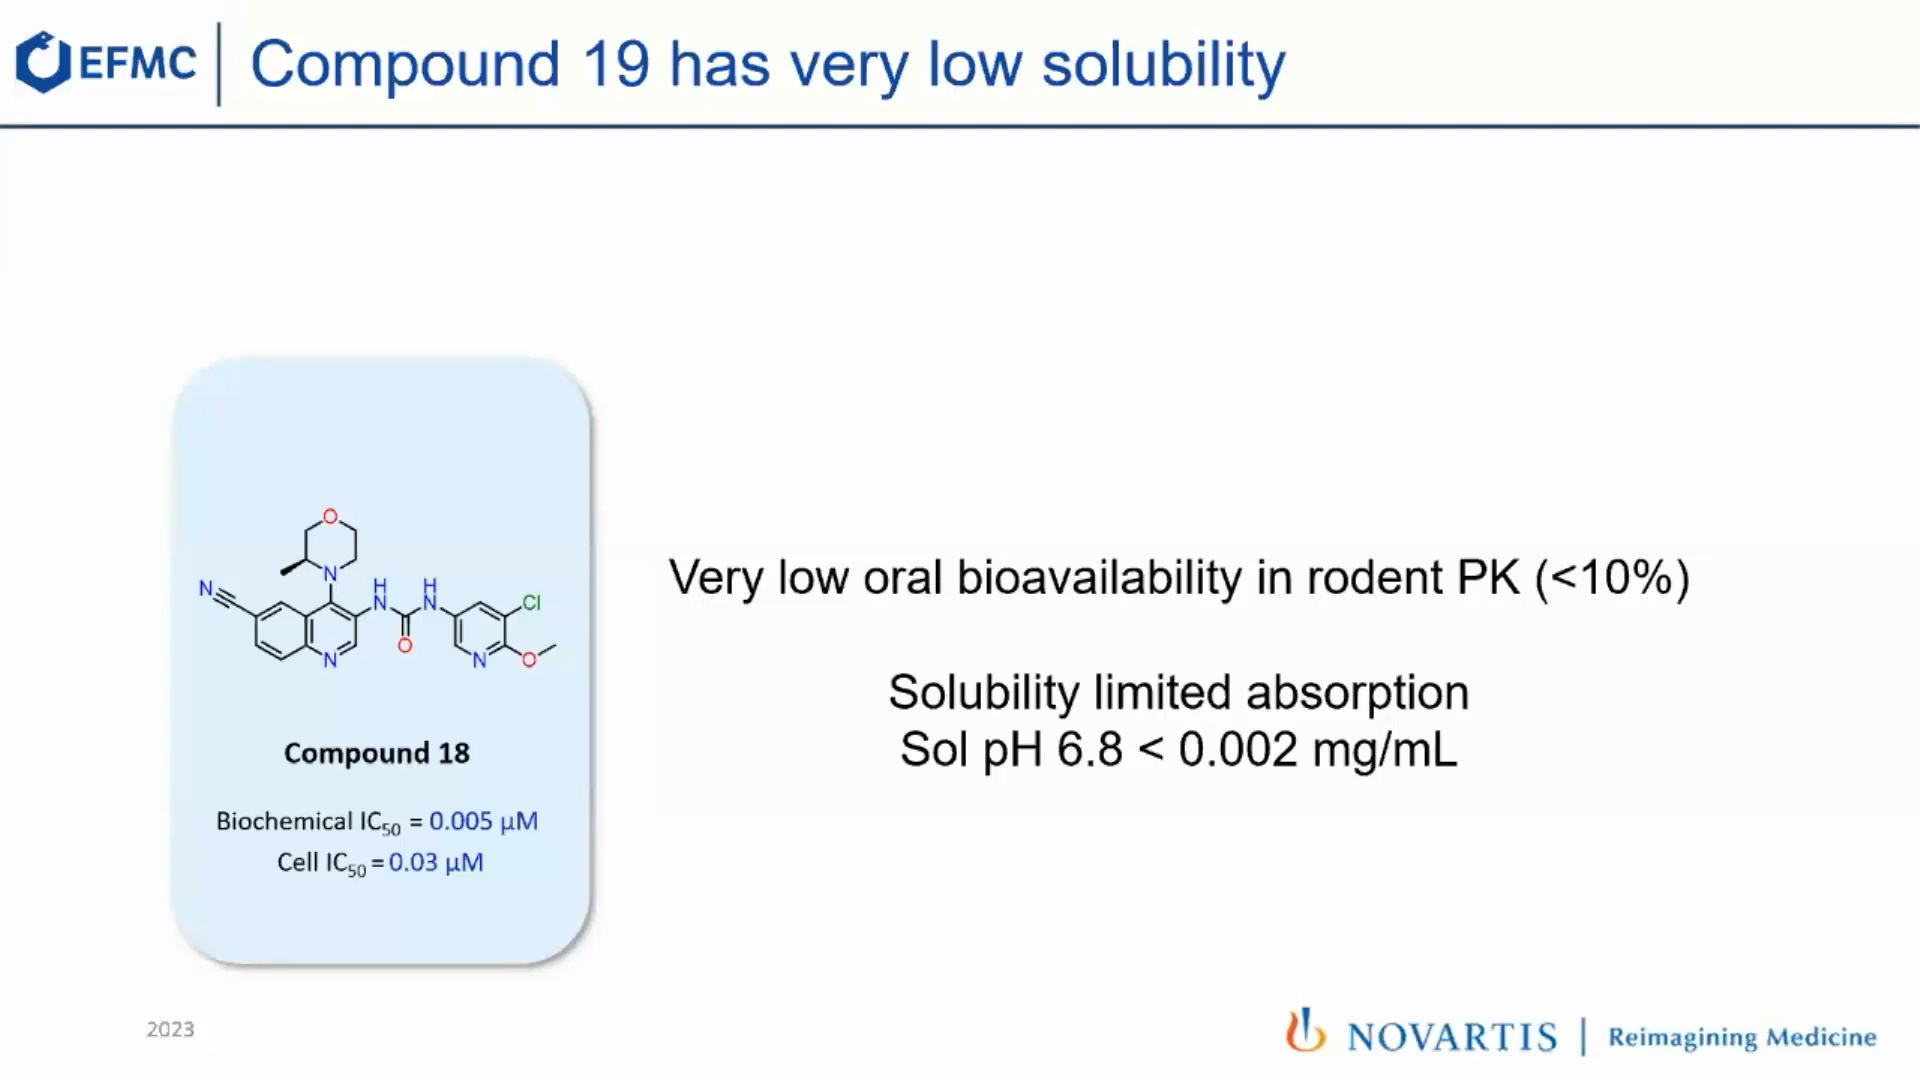 EFMC
Compound 19 has very low solubility
O
N
N
H
N
H
N
O
N
N
Cl
O
Compound 18
Biochemical IC50 = 0.005 µM
Cell IC50 = 0.03 µM
Very low oral bioavailability in rodent PK (<10%)
Solubility limited absorption
Sol pH 6.8 < 0.002 mg/mL
2023
NOVARTIS | Reimagining Medicine